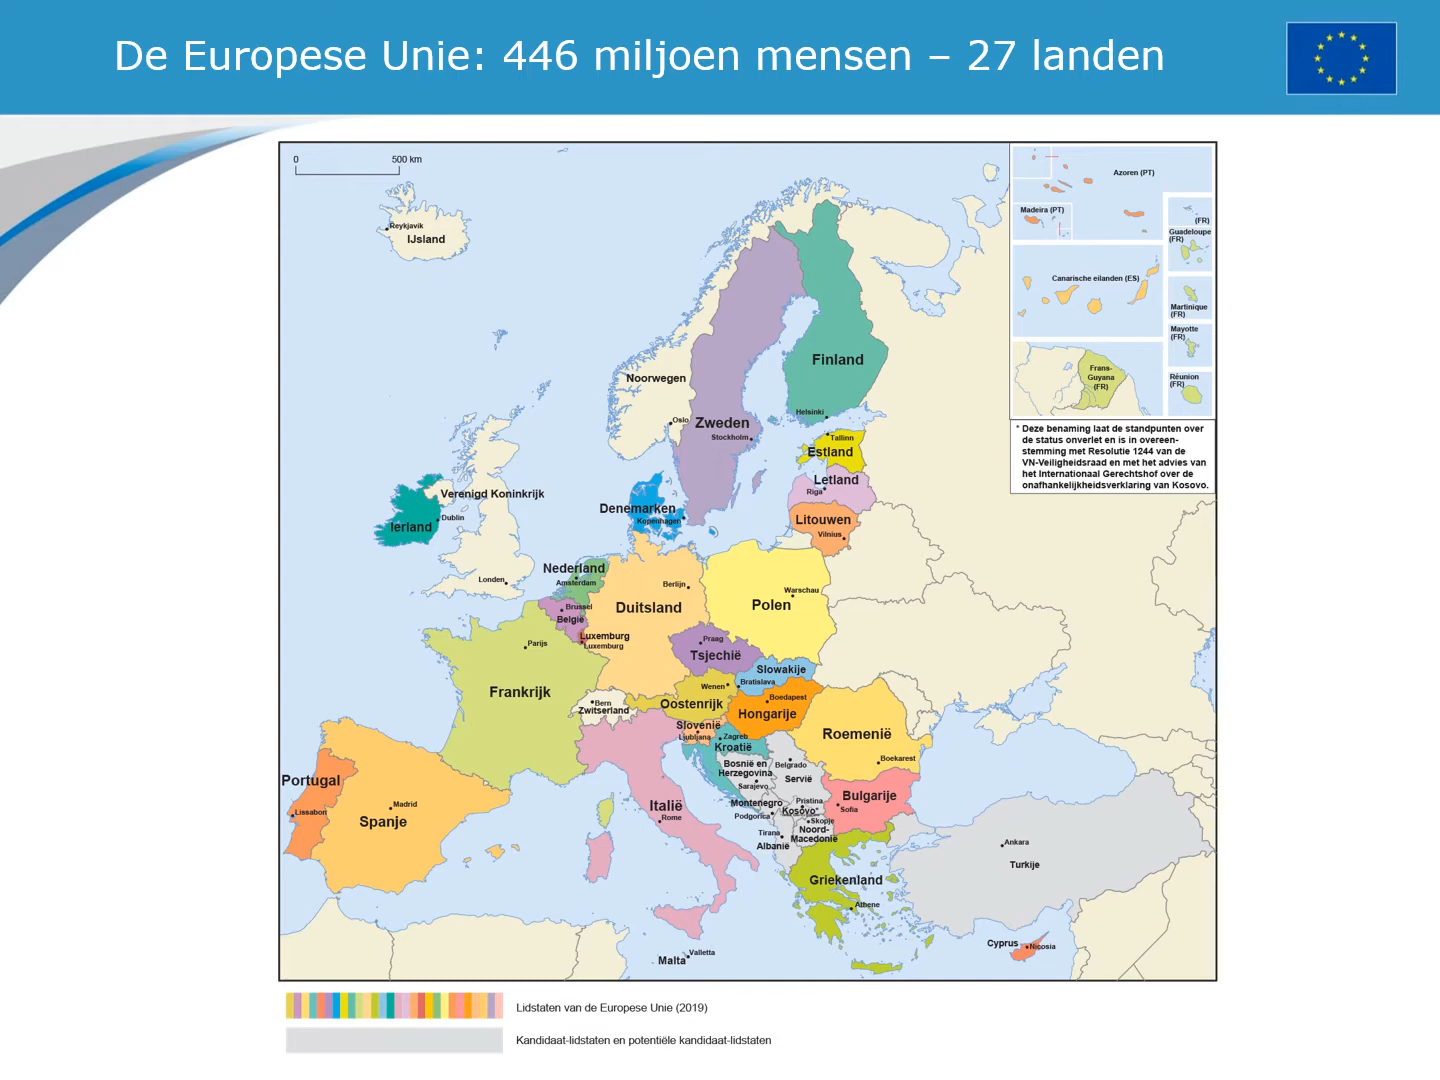 De Europese Unie: 446 miljoen mensen – 27 landen
0 500 km
Reykjavik
IJsland
Noorwegen
Oslo
Finland
Helsinki
Zweden
Stockholm
Tallinn
Estland
Letland
Riga
Litouwen
Vilnius
Denemarken
Kopenhagen
Verenigd Koninkrijk
Ierland
Dublin
Londen
Nederland
Amsterdam
Brussel
België
Luxemburg
Luxemburg
Berlijn
Duitsland
Warschau
Polen
Praag
Tsjechië
Slowakije
Bratislava
Wenen
Oostenrijk
Boedapest
Hongarije
Parijs
Frankrijk
Bern
Zwitserland
Slovenië
Ljubljana
Zagreb
Kroatië
Bosnië en
Herzegovina
Sarajevo
Belgrado
Servië
Montenegro
Podgorica
Pristina
Kosovo*
Skopje
Noord-
Macedonië
Tirana
Albanië
Roemenië
Boekarest
Bulgarije
Sofia
Portugal
Lissabon
Madrid
Spanje
Italië
Rome
Griekenland
Athene
Ankara
Turkije
Cyprus
Nicosia
Valletta
Malta
Azoren (PT)
Madeira (PT)
(FR)
Guadeloupe
(FR)
Canarische eilanden (ES)
Martinique
(FR)
Mayotte
(FR)
Frans-
Guyana
(FR)
Réunion
(FR)
* Deze benaming laat de standpunten over
de status onverlet en is in overeen-
stemming met Resolutie 1244 van de
VN-Veiligheidsraad en met het advies van
het Internationaal Gerechtshof over de
onafhankelijkheidsverklaring van Kosovo.
Lidstaten van de Europese Unie (2019)
Kandidaat-lidstaten en potentiële kandidaat-lidstaten